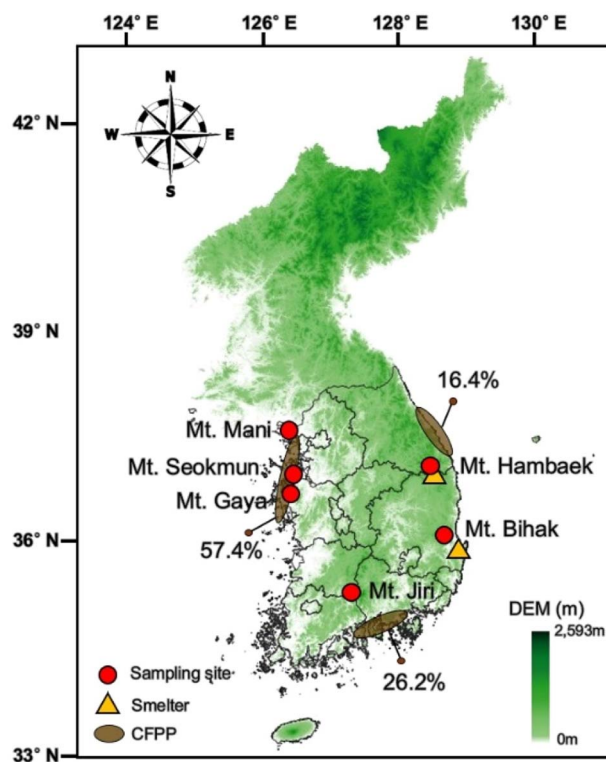 124° E 126° E 128° E 130° E
N
W E
S
42° N
39° N
36° N
33° N
16.4%
Mt. Mani
Mt. Seokmun
Mt. Hambaek
Mt. Gaya
Mt. Bihak
57.4%
Mt. Jiri
26.2%
DEM (m)
2,593m
0m
Sampling site
Smelter
CFPP